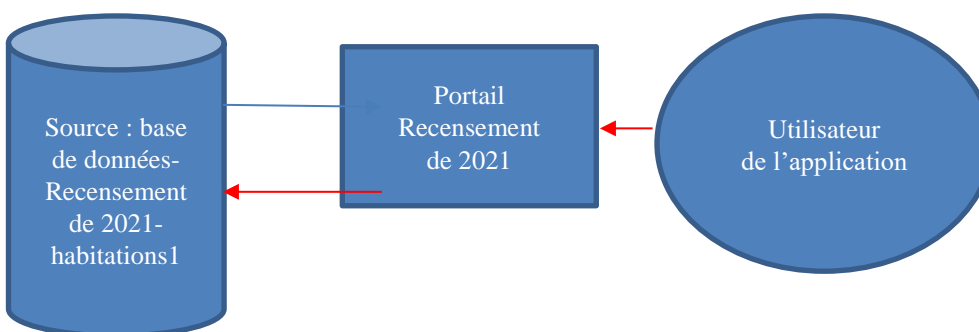 Source : base
de données-
Recensement
de 2021-
habitations1
Portail
Recensement
de 2021
Utilisateur
de l’application